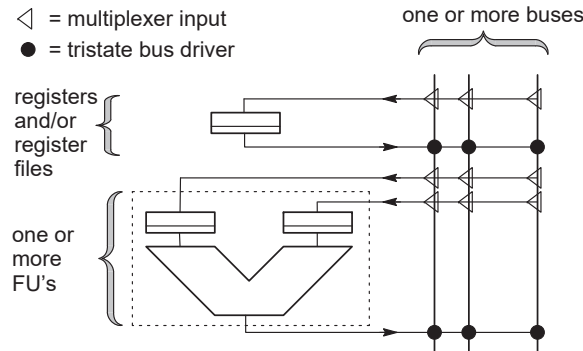 = multiplexer input
= tristate bus driver
one or more buses
registers
and/or
register
files
one or
more
FU's